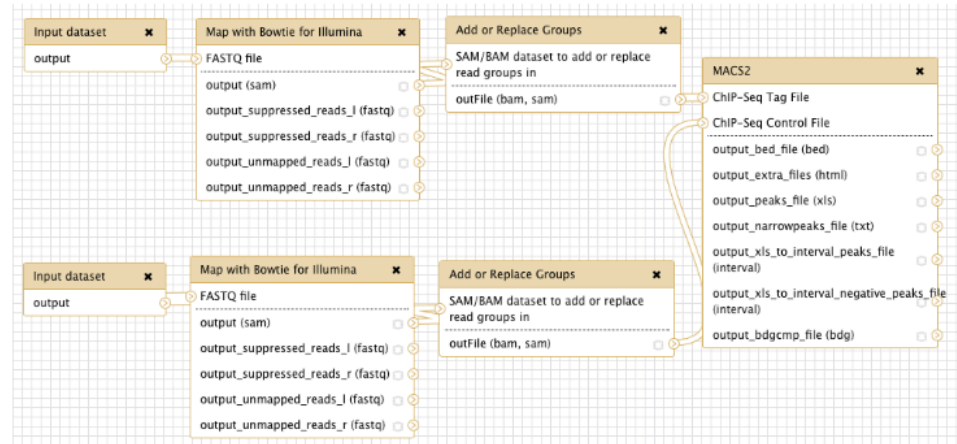 Input dataset
output
Map with Bowtie for Illumina
FASTQ file
output (sam)
output_suppressed_reads_l (fastq)
output_suppressed_reads_r (fastq)
output_unmapped_reads_l (fastq)
output_unmapped_reads_r (fastq)
Add or Replace Groups
SAM/BAM dataset to add or replace
read groups in
outFile (bam, sam)
MACS2
ChIP-Seq Tag File
ChIP-Seq Control File
output_bed_file (bed)
output_extra_files (html)
output_peaks_file (xls)
output_narrowpeaks_file (txt)
output_xls_to_interval_peaks_file
(interval)
output_xls_to_interval_negative_peaks_file
(interval)
output_bdgcmp_file (bdg)
Input dataset
output
Map with Bowtie for Illumina
FASTQ file
output (sam)
output_suppressed_reads_l (fastq)
output_suppressed_reads_r (fastq)
output_unmapped_reads_l (fastq)
output_unmapped_reads_r (fastq)
Add or Replace Groups
SAM/BAM dataset to add or replace
read groups in
outFile (bam, sam)